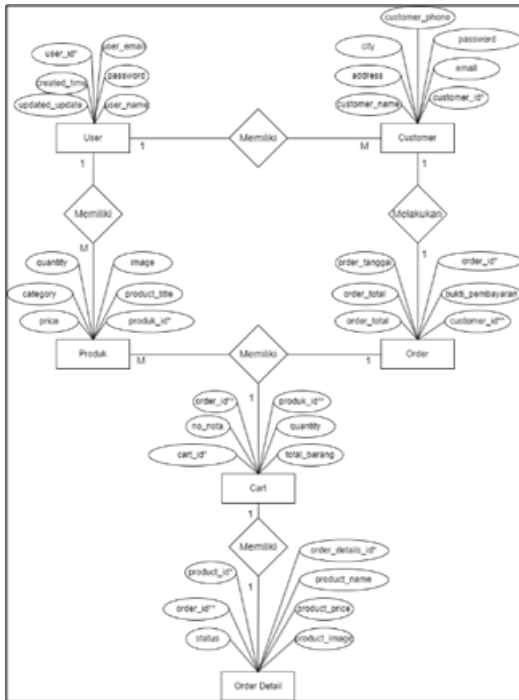 customer_phone
user_email
user_id*
city
password
created_time
password
address
email
updated_update
user_name
customer_name
customer_id*
User
1
Memiliki
M
Customer
1
1
Memiliki
Melakukan
M
1
quantity
image
order_tanggal
order_id*
category
product_title
order_total
bukti_pembayaran
price
produk_id*
order_total
customer_id**
Produk
M
Memiliki
1
Order
1
order_id**
produk_id**
no_nota
quantity
cart_id*
total_barang
Cart
1
Memiliki
order_details_id*
product_id*
1
product_name
order_id**
product_price
status
product_image
Order Detail